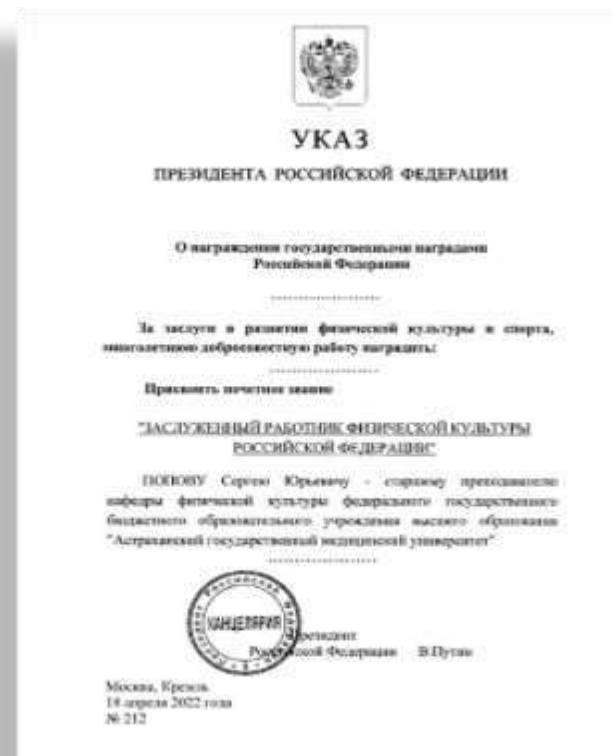 УКАЗ
ПРЕЗИДЕНТА РОССИЙСКОЙ ФЕДЕРАЦИИ
О награждении государственными наградами
Российской Федерации
За заслуги в развитии физической культуры и спорта,
многолетнюю добросовестную работу наградить:
Присвоить почетное звание
"ЗАСЛУЖЕННЫЙ РАБОТНИК ФИЗИЧЕСКОЙ КУЛЬТУРЫ
РОССИЙСКОЙ ФЕДЕРАЦИИ"
ПОПОВУ Сергею Юрьевичу - старшему преподавателю
кафедры физической культуры федерального государственного
бюджетного образовательного учреждения высшего образования
"Астраханский государственный медицинский университет"
КАНЦЕЛЯРИЯ
Президент
Российской Федерации В.Путин
Москва, Кремль
18 апреля 2022 года
№ 212